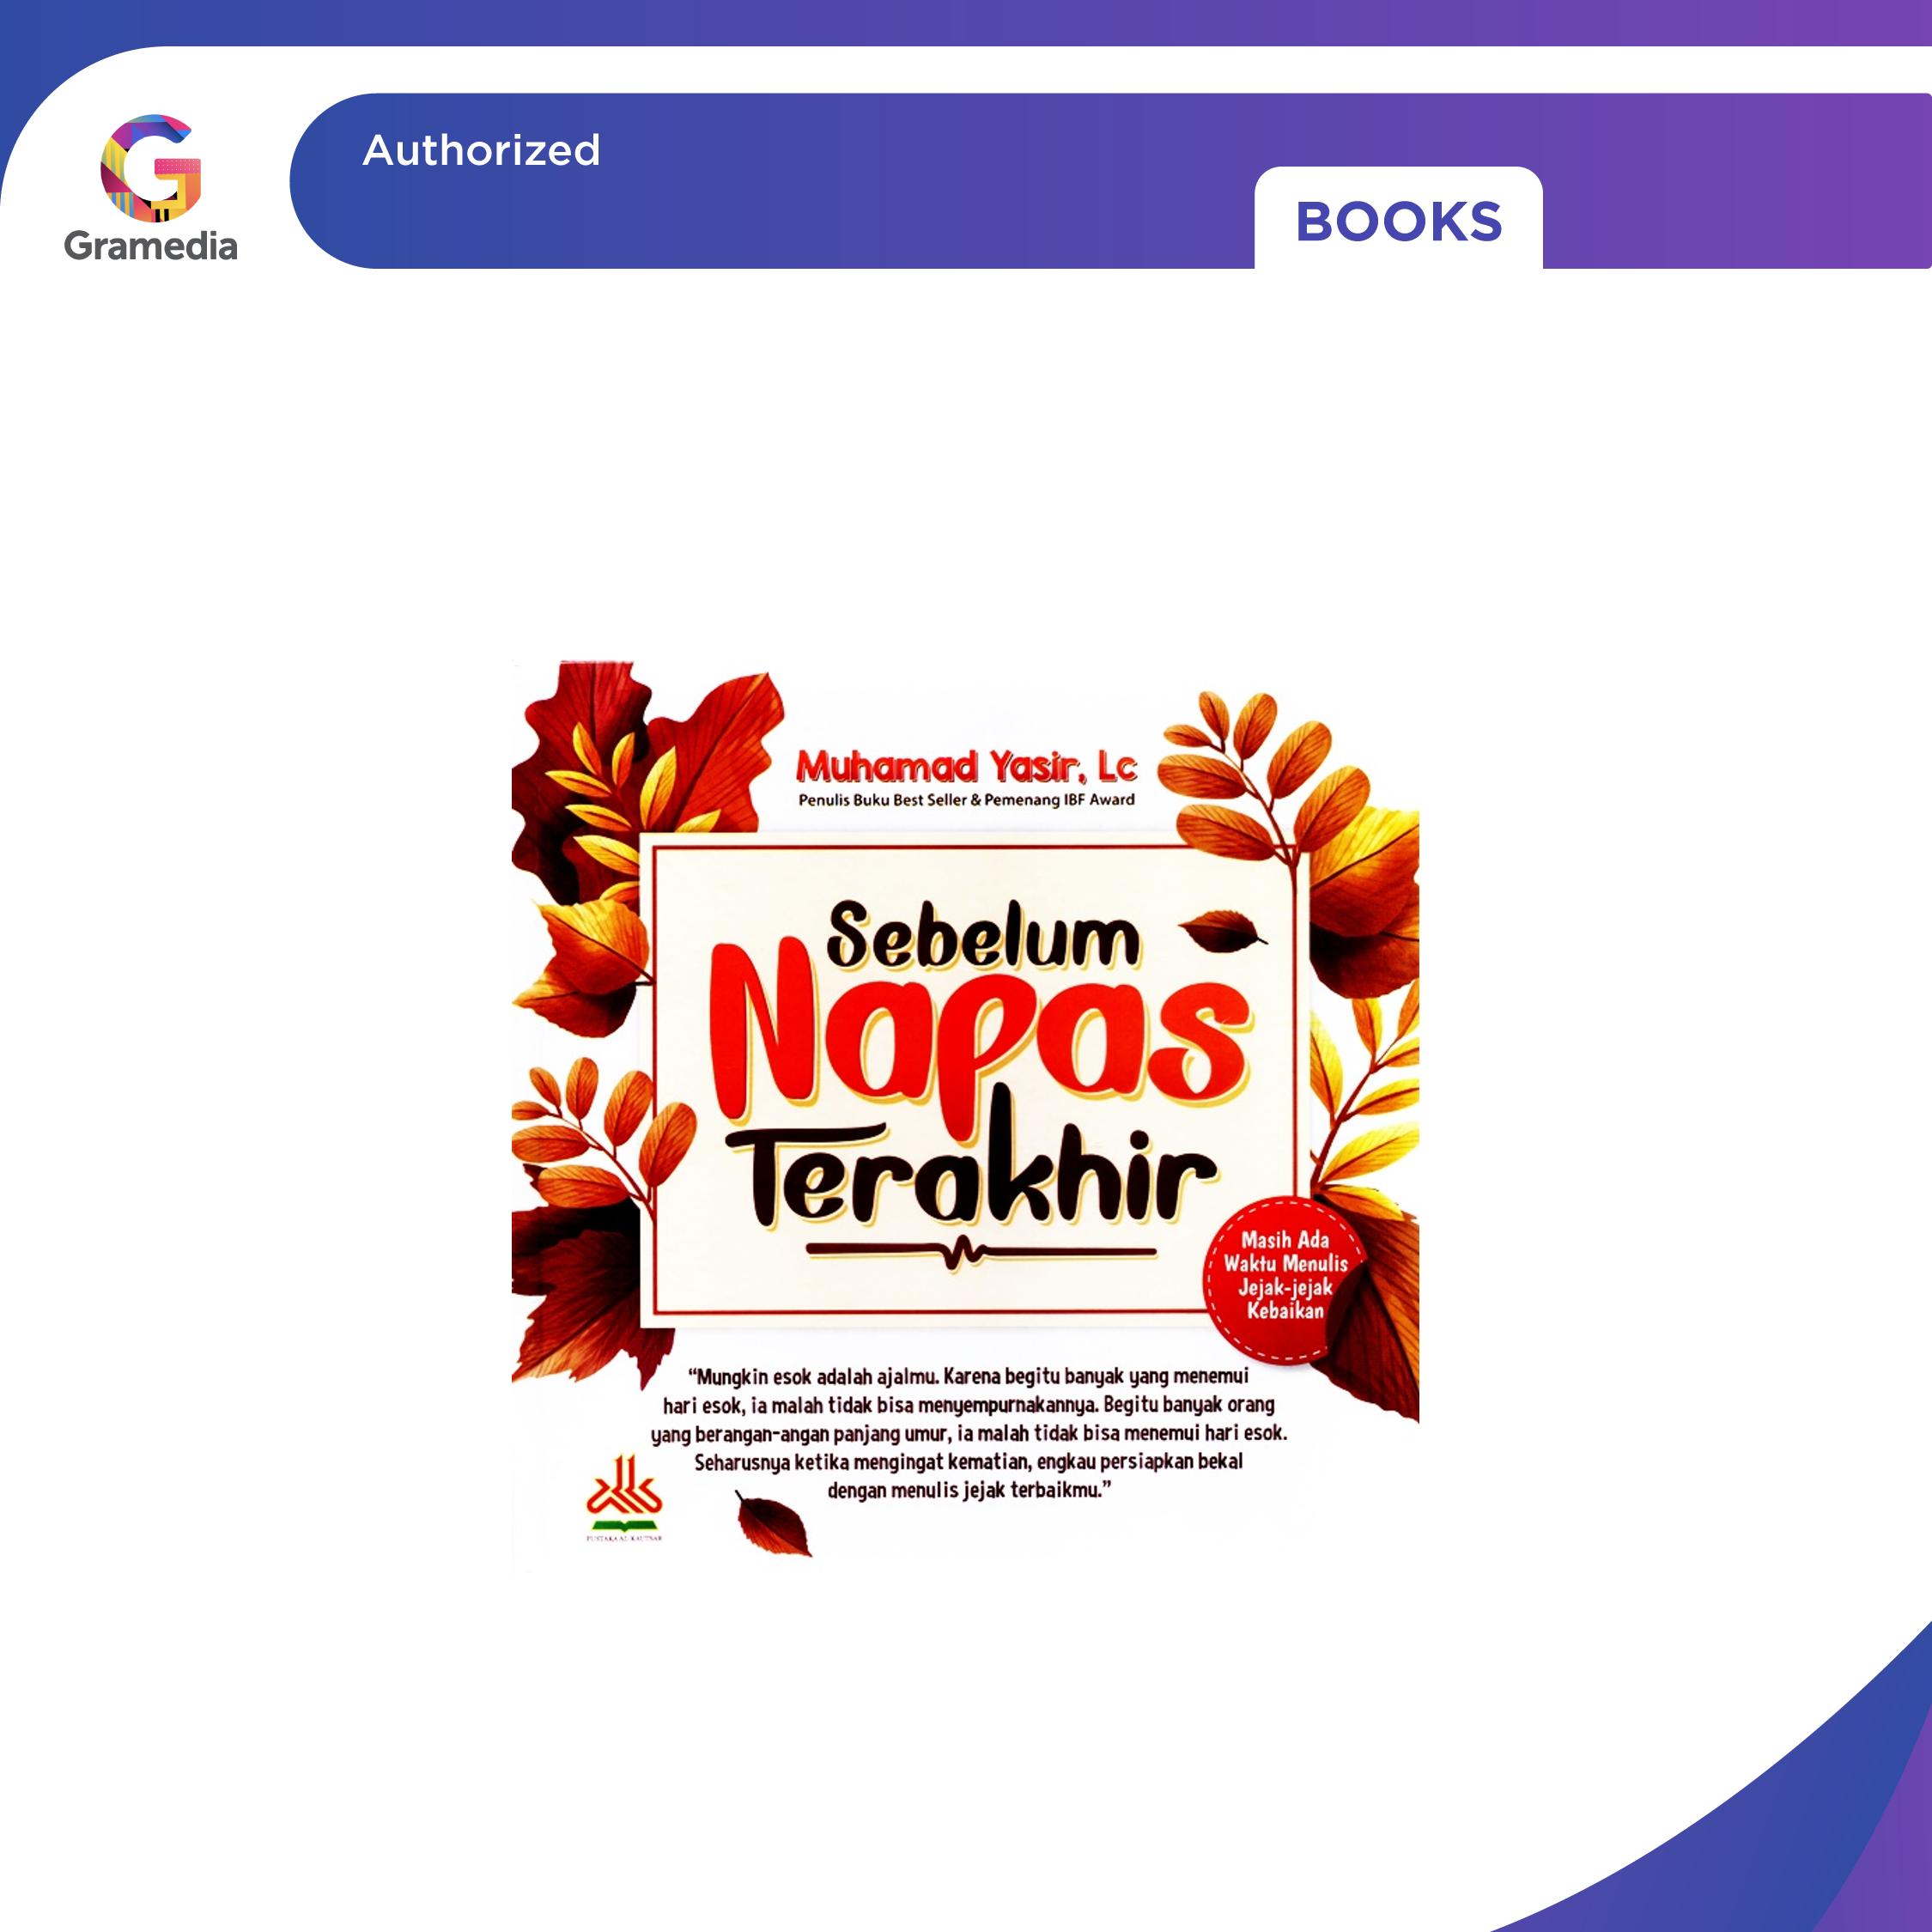 Gramedia
Authorized
BOOKS
Muhamad Yasir, Lc
Penulis Buku Best Seller & Pemenang IBF Award
Sebelum
Napas
Terakhir
Masih Ada
Waktu Menulis
Jejak-jejak
Kebaikan
“Mungkin esok adalah ajalmu. Karena begitu banyak yang menemui
hari esok, ia malah tidak bisa menyempurnakannya. Begitu banyak orang
yang berangan-angan panjang umur, ia malah tidak bisa menemui hari esok.
Seharusnya ketika mengingat kematian, engkau persiapkan bekal
dengan menulis jejak terbaikmu.”
PUSTAKA AL-KAUTSAR